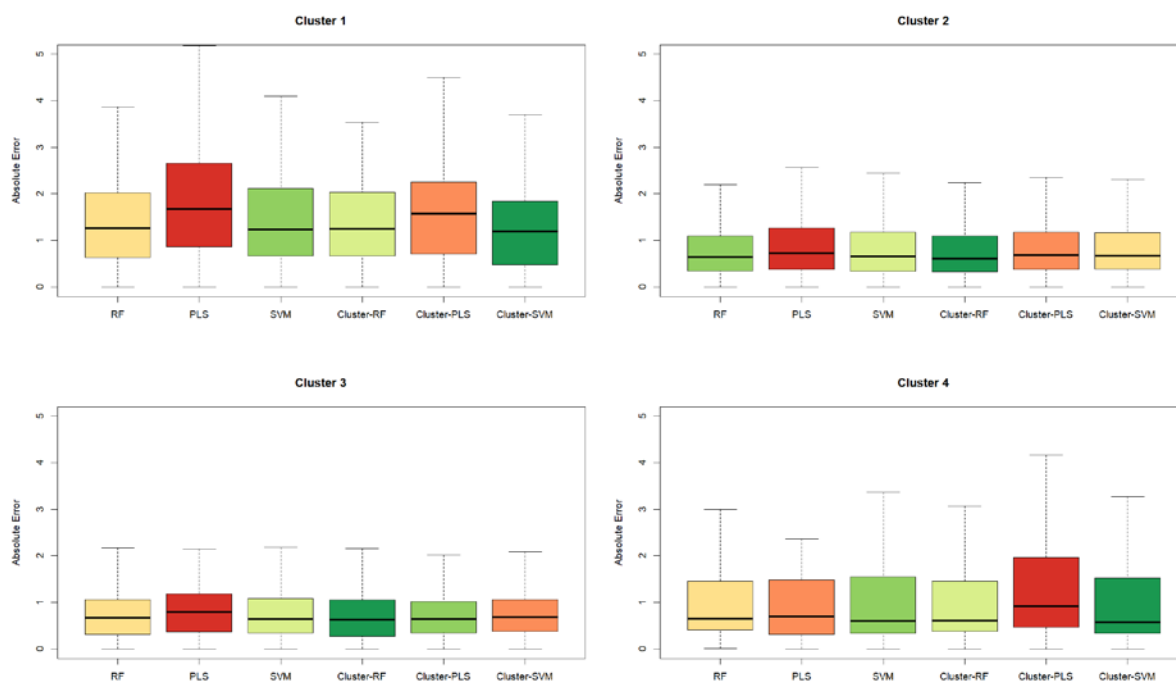 Cluster 1
Absolute Error
5
4
3
2
1
0
RF PLS SVM Cluster-RF Cluster-PLS Cluster-SVM
Cluster 2
Absolute Error
5
4
3
2
1
0
RF PLS SVM Cluster-RF Cluster-PLS Cluster-SVM
Cluster 3
Absolute Error
5
4
3
2
1
0
RF PLS SVM Cluster-RF Cluster-PLS Cluster-SVM
Cluster 4
Absolute Error
5
4
3
2
1
0
RF PLS SVM Cluster-RF Cluster-PLS Cluster-SVM